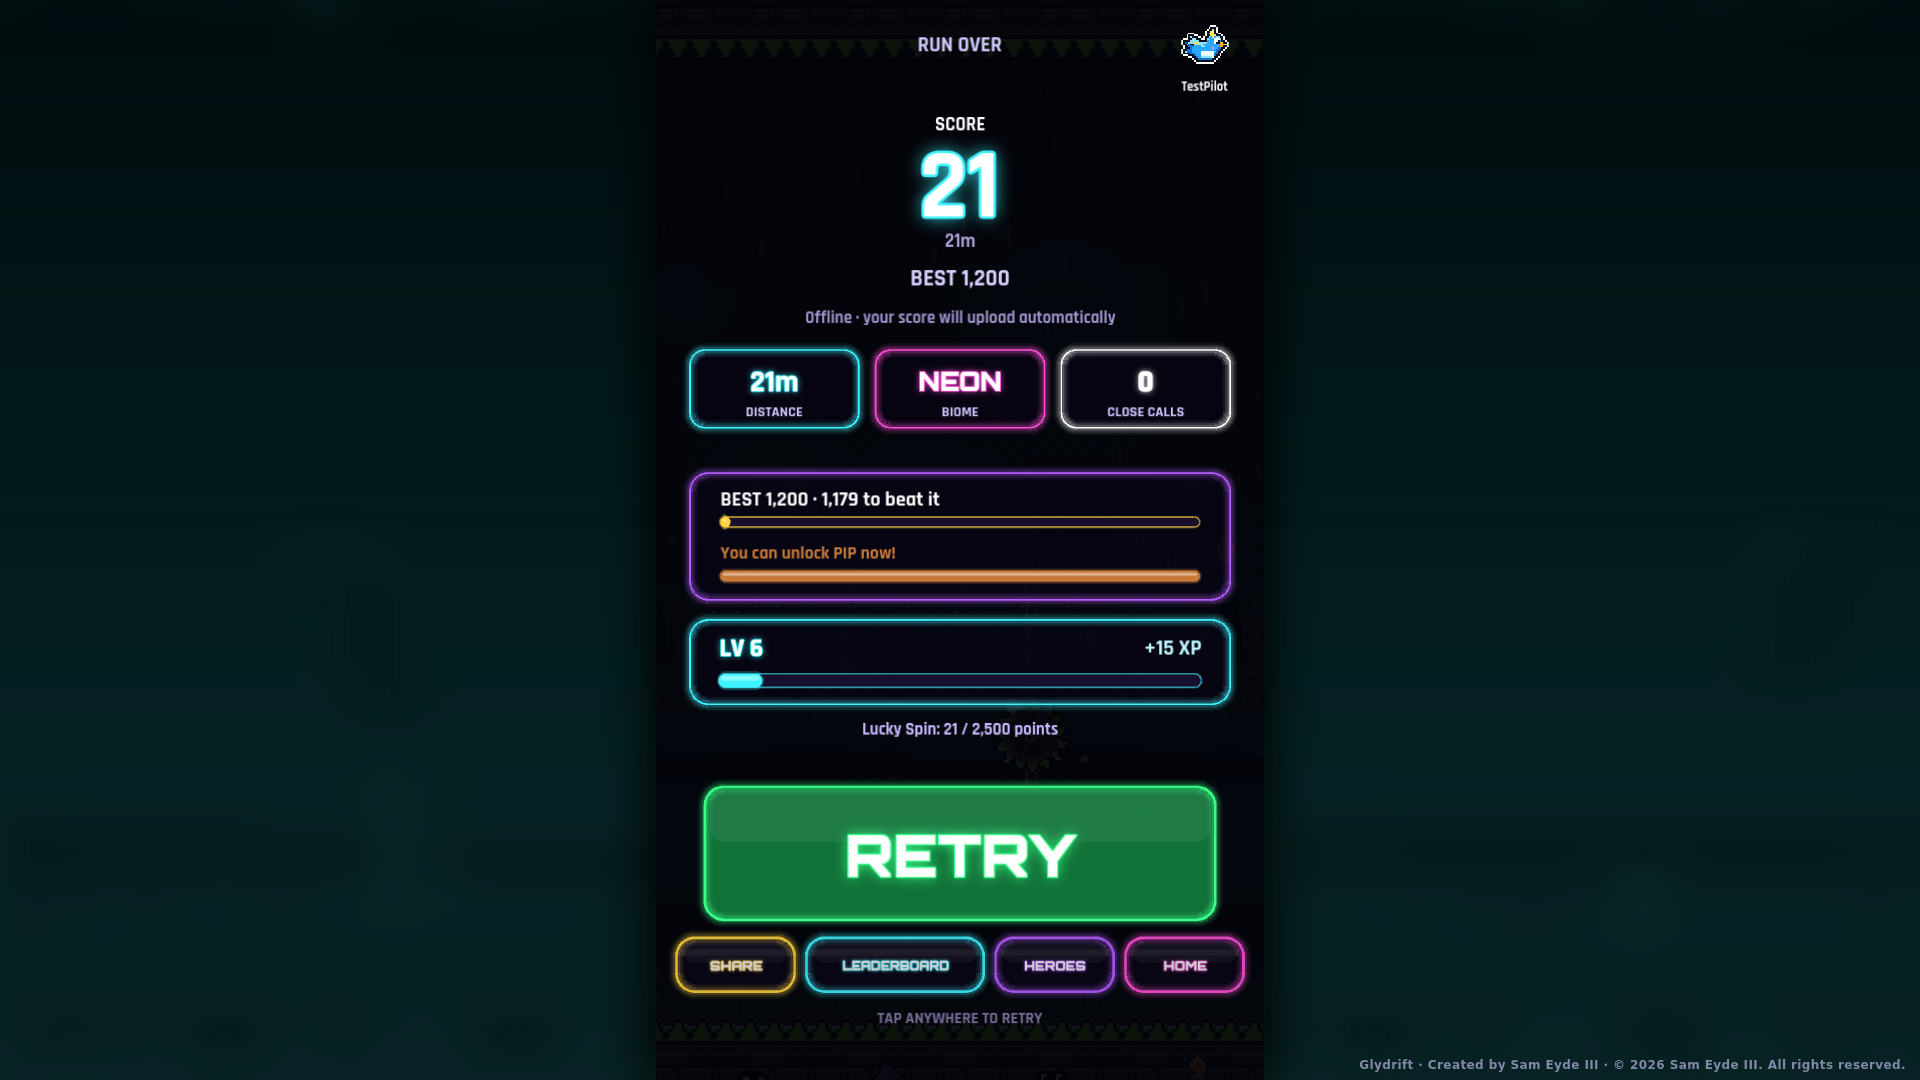 RUN OVER
TestPilot
SCORE
21
21m
BEST 1,200
Offline · your score will upload automatically
21m
DISTANCE
NEON
BIOME
0
CLOSE CALLS
BEST 1,200 · 1,179 to beat it
You can unlock PIP now!
LV 6
+15 XP
Lucky Spin: 21 / 2,500 points
RETRY
SHARE
LEADERBOARD
HEROES
HOME
TAP ANYWHERE TO RETRY
Glydrift · Created by Sam Eyde III · © 2026 Sam Eyde III. All rights reserved.